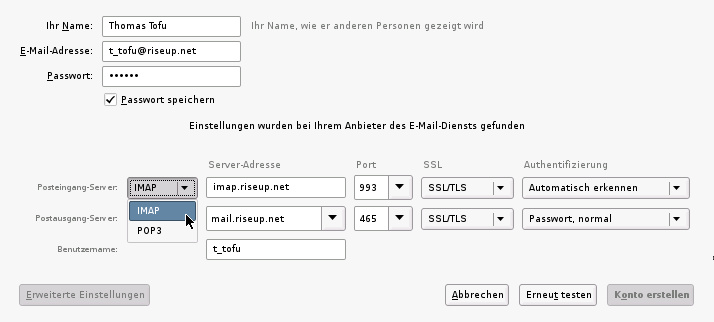 Ihr Name: Thomas Tofu Ihr Name, wie er anderen Personen gezeigt wird
E-Mail-Adresse: t_tofu@riseup.net
Passwort: ••••••
Passwort speichern
Einstellungen wurden bei Ihrem Anbieter des E-Mail-Diensts gefunden
Server-Adresse Port SSL Authentifizierung
Posteingang-Server: IMAP imap.riseup.net 993 SSL/TLS Automatisch erkennen
IMAP
Postausgang-Server: mail.riseup.net 465 SSL/TLS Passwort, normal
POP3
Benutzername: t_tofu
Erweiterte Einstellungen Abbrechen Erneut testen Konto erstellen